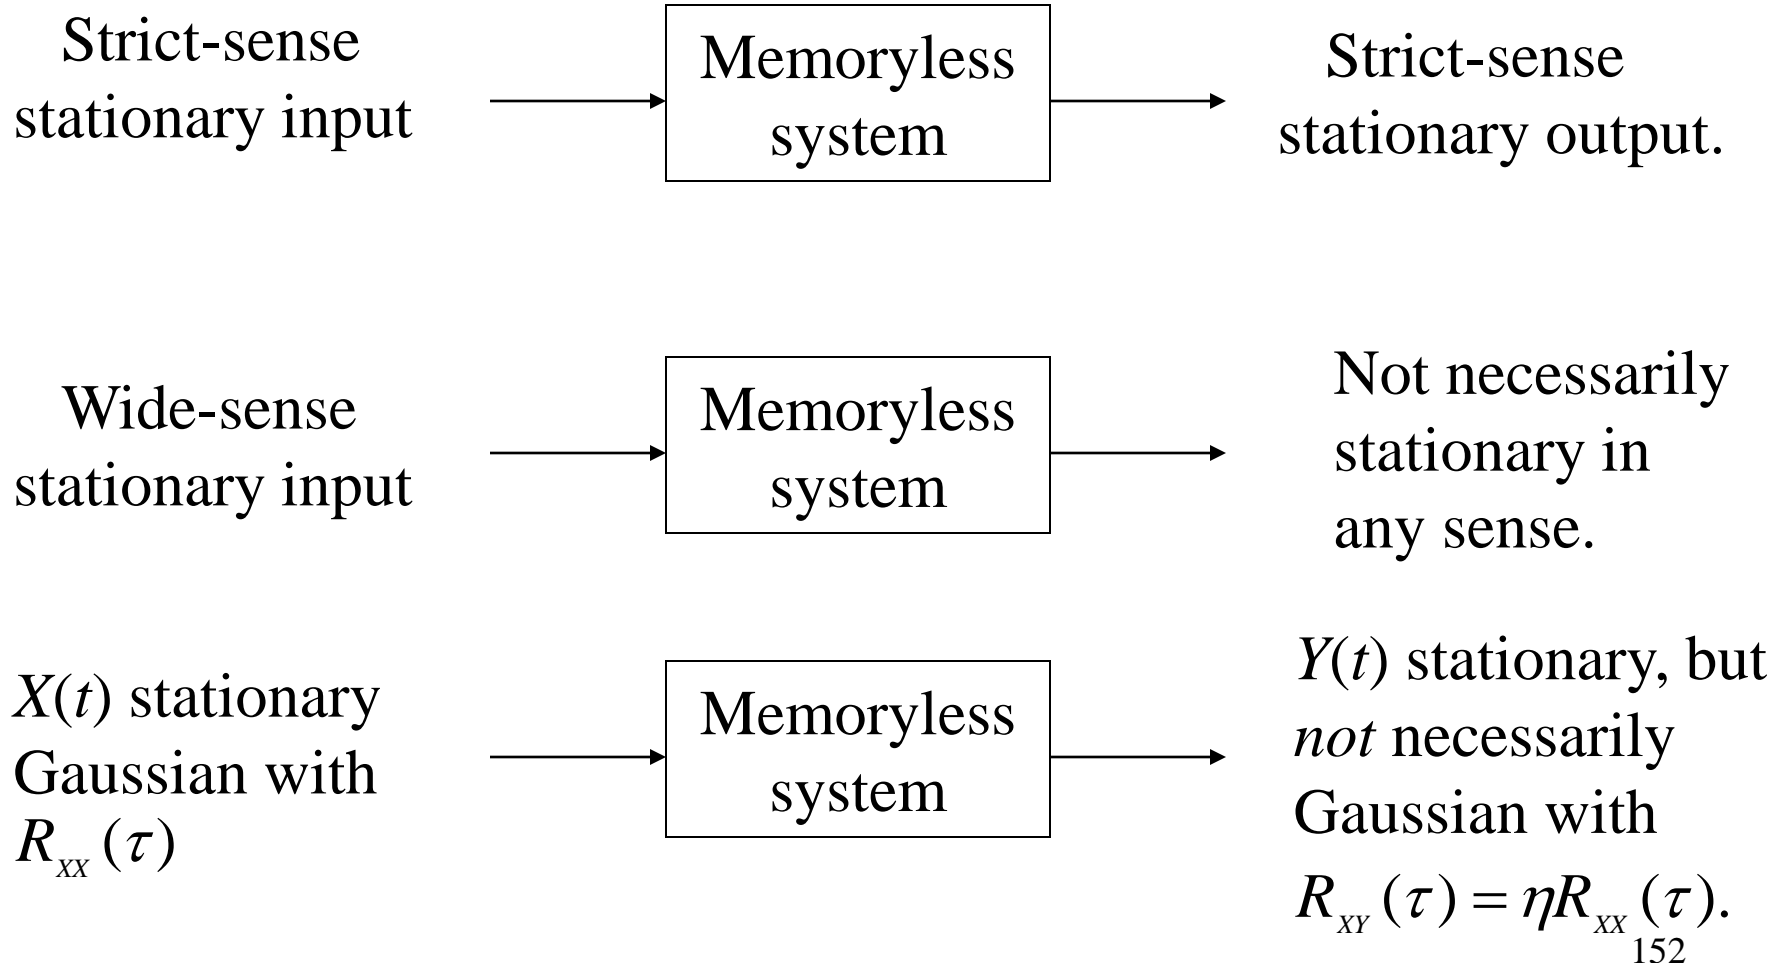 Strict-sense
stationary input
Memoryless
system
Strict-sense
stationary output.
Wide-sense
stationary input
Memoryless
system
Not necessarily
stationary in
any sense.
X(t) stationary
Gaussian with
R_XX (τ)
Memoryless
system
Y(t) stationary, but
not necessarily
Gaussian with
R_XY (τ) = ηR_XX (τ).
152